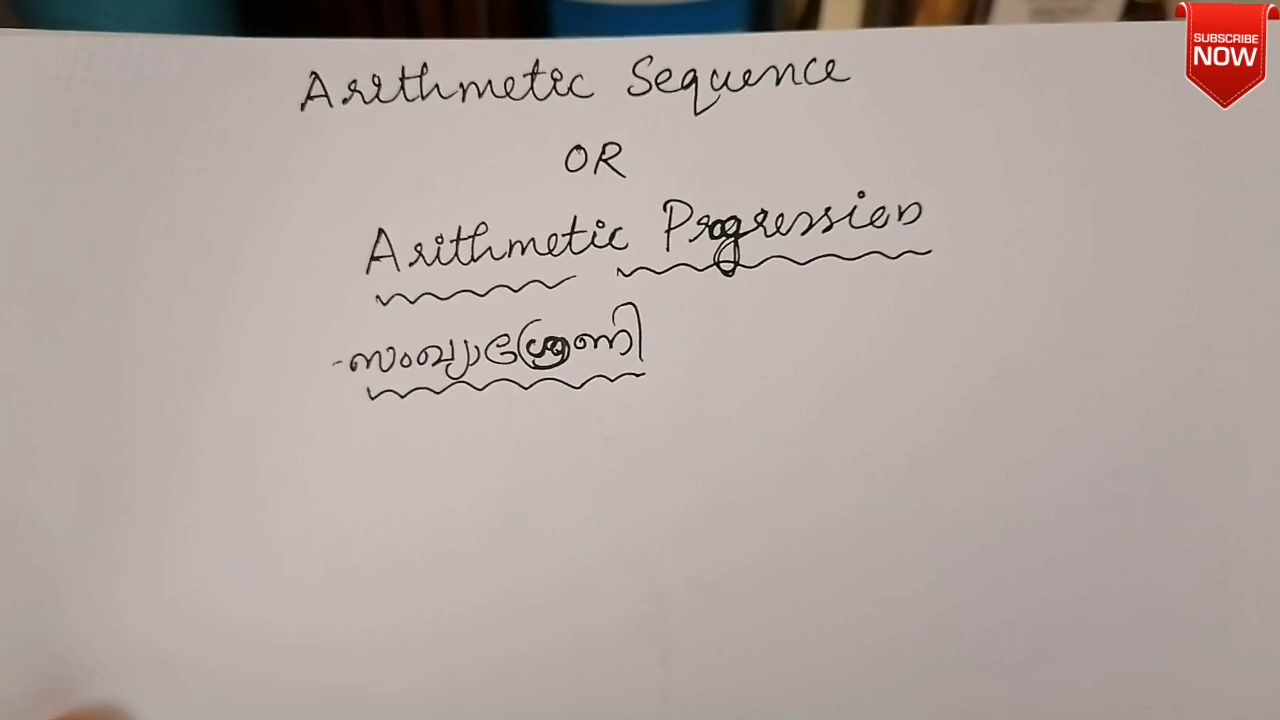 Arithmetic Sequence
OR
Arithmetic Progression
-സംഖ്യാശ്രേണി
SUBSCRIBE
NOW